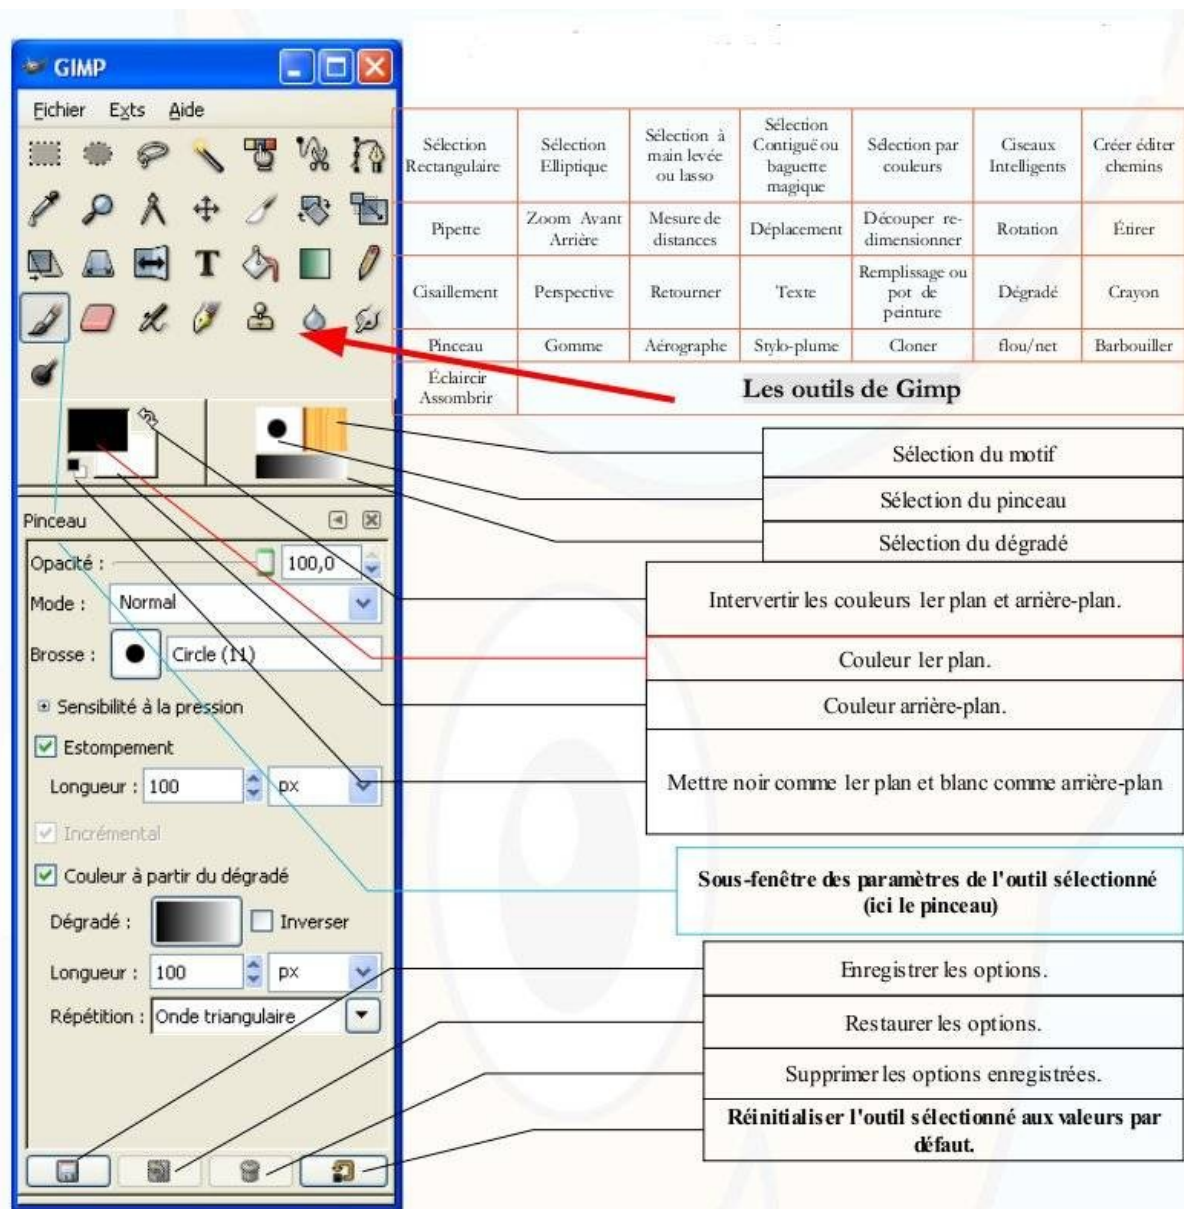 GIMP
Fichier Exts Aide
Sélection Rectangulaire
Sélection Elliptique
Sélection à main levée ou lasso
Sélection Contiguë ou baguette magique
Sélection par couleurs
Ciseaux Intelligents
Créer éditer chemins
Pipette
Zoom Avant Arrière
Mesure de distances
Déplacement
Découper re-dimensionner
Rotation
Étirer
Cisaillement
Perspective
Retourner
Texte
Remplissage ou pot de peinture
Dégradé
Crayon
Pinceau
Gomme
Aérographe
Stylo-plume
Cloner
flou/net
Barbouiller
Éclaircir Assombrir
Les outils de Gimp
Sélection du motif
Sélection du pinceau
Sélection du dégradé
Intervertir les couleurs 1er plan et arrière-plan.
Couleur 1er plan.
Couleur arrière-plan.
Mettre noir comme 1er plan et blanc comme arrière-plan
Sous-fenêtre des paramètres de l'outil sélectionné
(ici le pinceau)
Enregistrer les options.
Restaurer les options.
Supprimer les options enregistrées.
Réinitialiser l'outil sélectionné aux valeurs par
défaut.
Pinceau
Opacité : 100,0
Mode : Normal
Brosse : Circle (11)
Sensibilité à la pression
Estompement
Longueur : 100 px
Incrémental
Couleur à partir du dégradé
Dégradé : Inverser
Longueur : 100 px
Répétition : Onde triangulaire